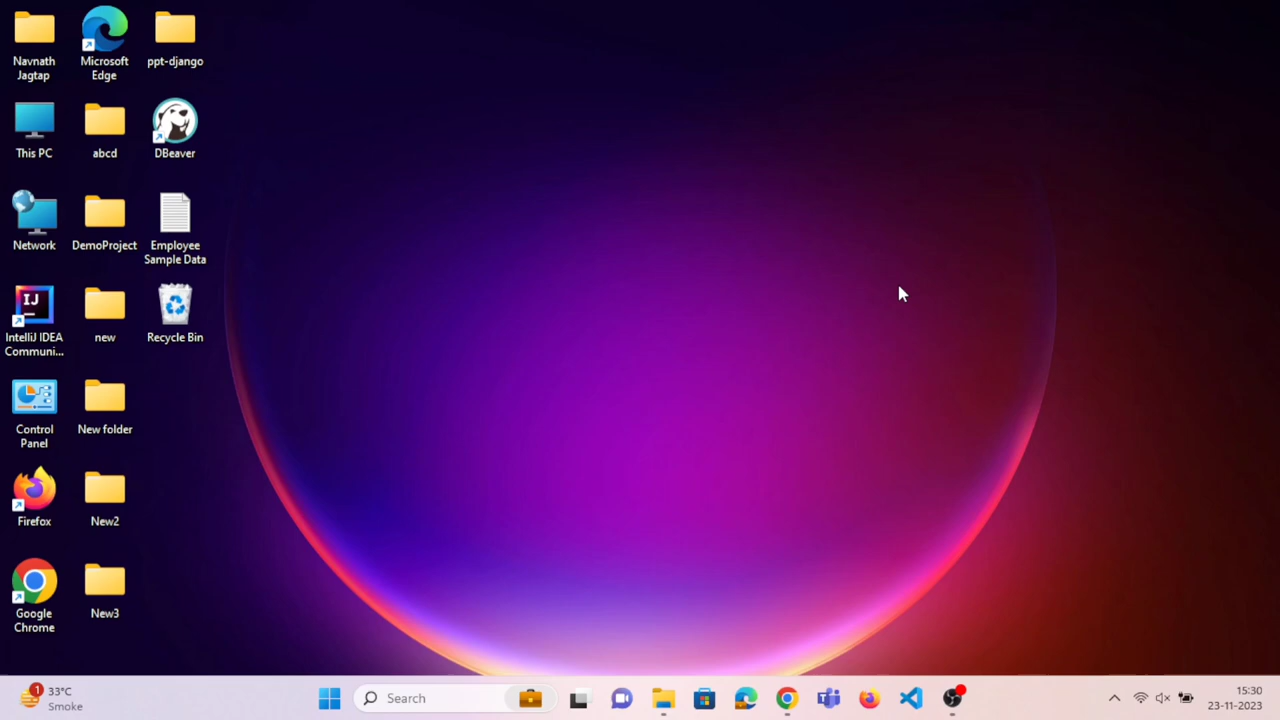 Navnath
Jagtap
Microsoft
Edge
ppt-django
This PC
abcd
DBeaver
Network
DemoProject
Employee
Sample Data
IJ
IntelliJ IDEA
Communi...
new
Recycle Bin
Control
Panel
New folder
Firefox
New2
Google
Chrome
New3
1
33°C
Smoke
Search
15:30
23-11-2023